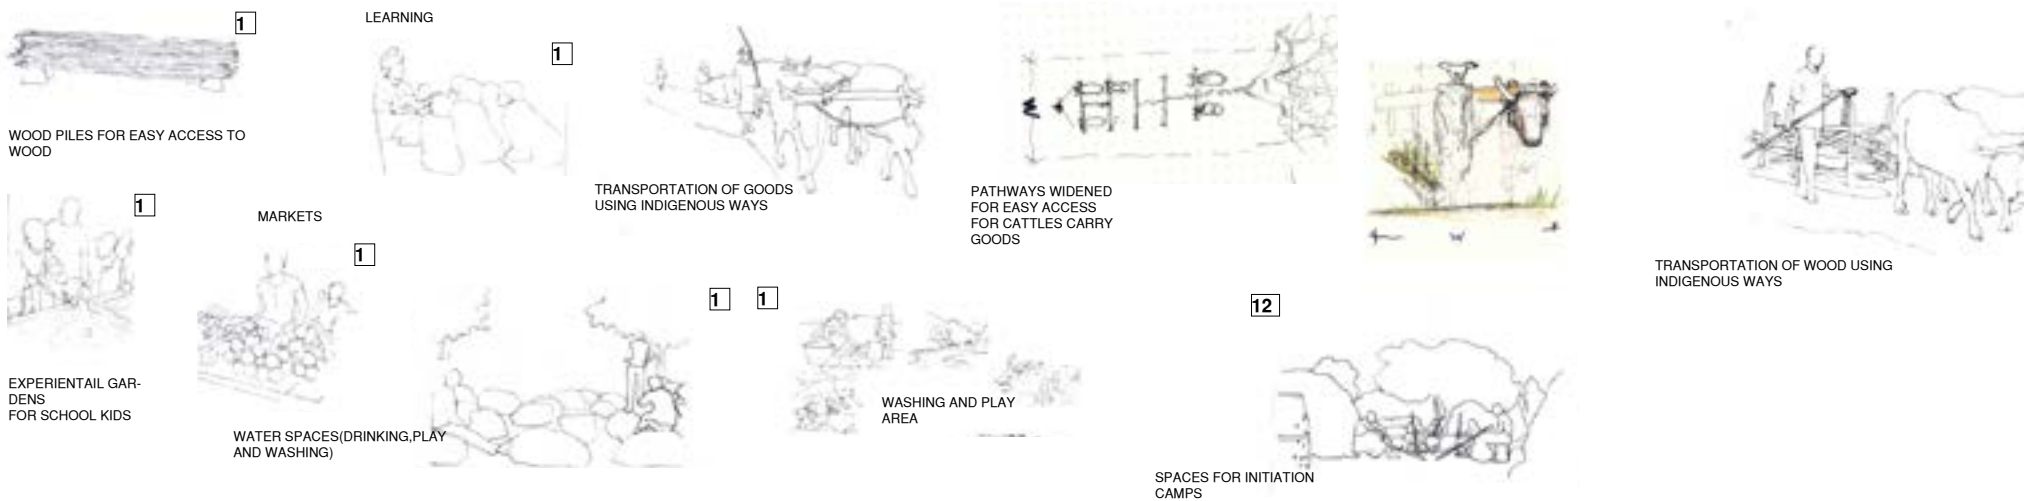 1
WOOD PILES FOR EASY ACCESS TO
WOOD
LEARNING
1
TRANSPORTATION OF GOODS
USING INDIGENOUS WAYS
W
PATHWAYS WIDENED
FOR EASY ACCESS
FOR CATTLES CARRY
GOODS
W
TRANSPORTATION OF WOOD USING
INDIGENOUS WAYS
1
EXPERIENTAIL GAR-
DENS
FOR SCHOOL KIDS
MARKETS
1
WATER SPACES(DRINKING,PLAY
AND WASHING)
1
1
WASHING AND PLAY
AREA
12
SPACES FOR INITIATION
CAMPS